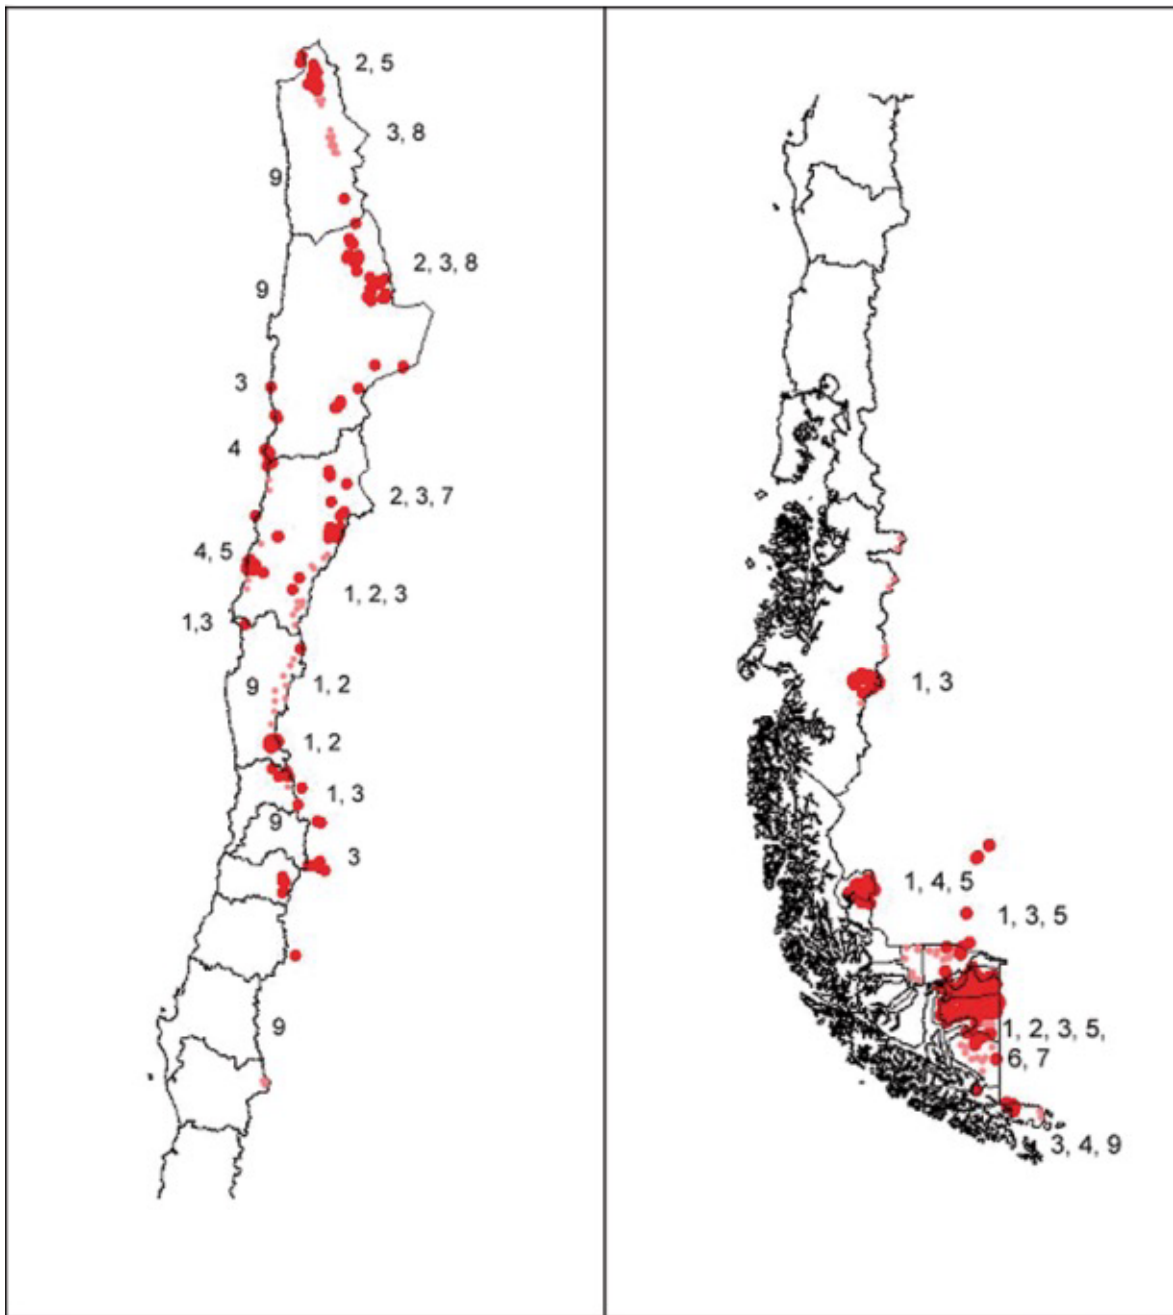 2, 5
3, 8
9
2, 3, 8
9
3
4
2, 3, 7
4, 5
1, 2, 3
1,3
9
1, 2
1, 2
1, 3
9
3
9
1, 3
1, 4, 5
1, 3, 5
1, 2, 3, 5,
6, 7
3, 4, 9